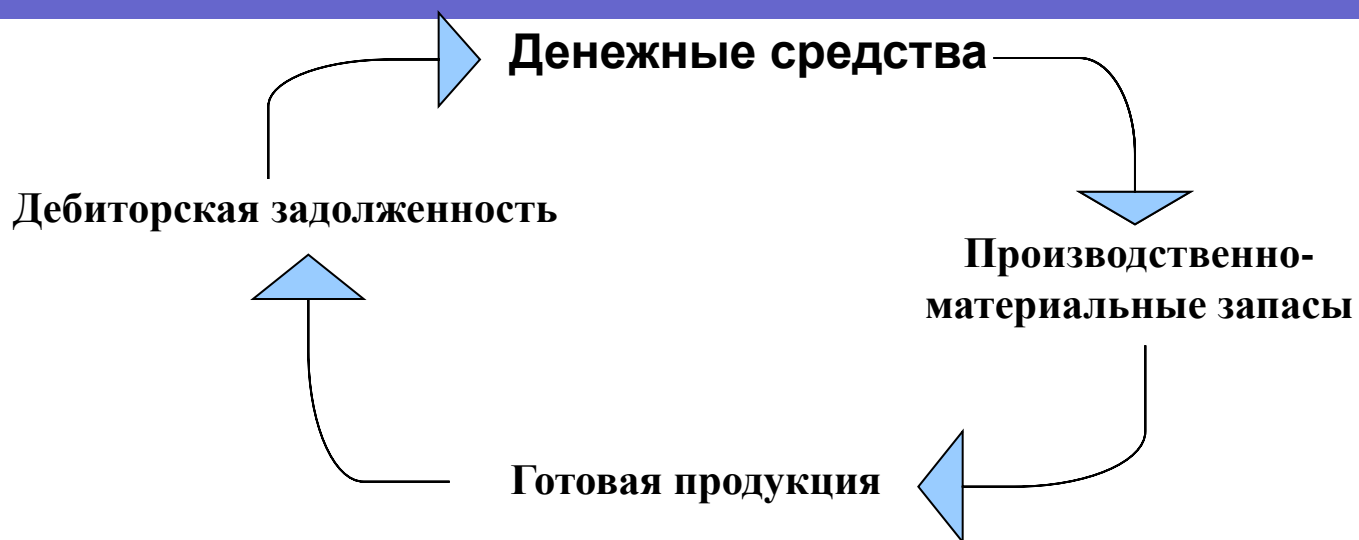 Денежные средства
Дебиторская задолженность
Производственно-
материальные запасы
Готовая продукция